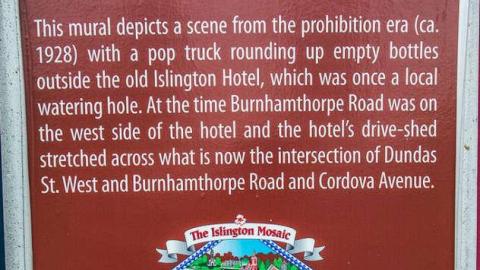 This mural depicts a scene from the prohibition era (ca.
1928) with a pop truck rounding up empty bottles
outside the old Islington Hotel, which was once a local
watering hole. At the time Burnhamthorpe Road was on
the west side of the hotel and the hotel's drive-shed
stretched across what is now the intersection of Dundas
St. West and Burnhamthorpe Road and Cordova Avenue.
The Islington Mosaic